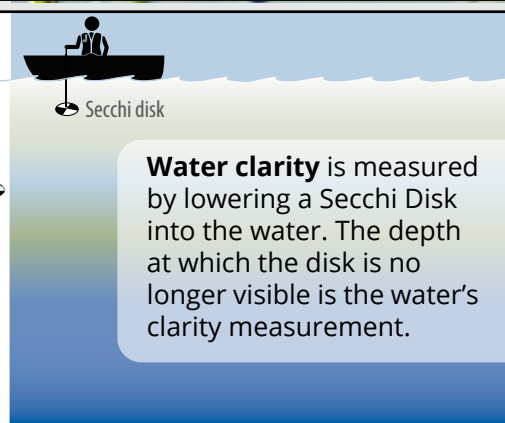 Secchi disk
Water clarity is measured
by lowering a Secchi Disk
into the water. The depth
at which the disk is no
longer visible is the water's
clarity measurement.